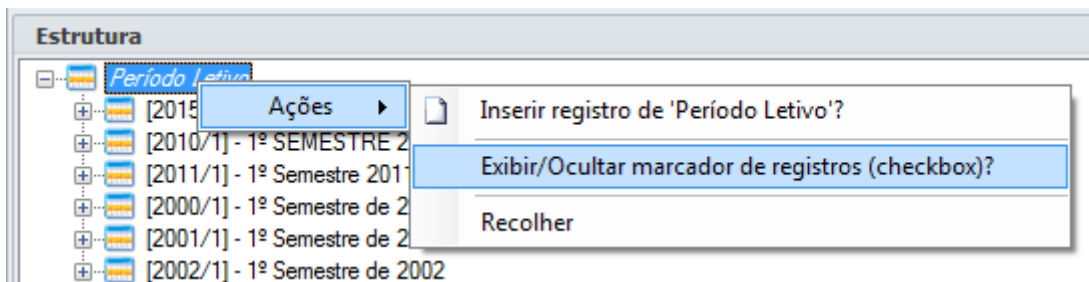 Estrutura
Período Letivo
[2015
Ações
Inserir registro de 'Período Letivo'?
[2010/1] - 1º SEMESTRE 2
Exibir/Ocultar marcador de registros (checkbox)?
[2011/1] - 1º Semestre 2011
[2000/1] - 1º Semestre de 2
Recolher
[2001/1] - 1º Semestre de 2
[2002/1] - 1º Semestre de 2002